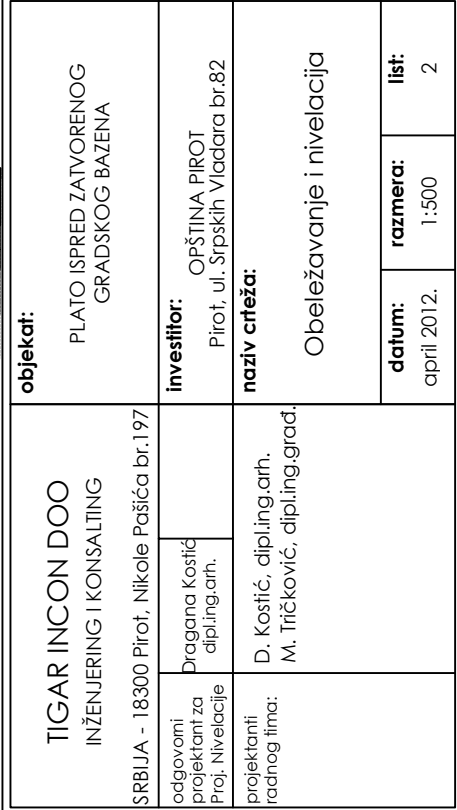 TIGAR INCON DOO
INŽENJERING I KONSALTING
SRBIJA - 18300 Pirot, Nikole Pašića br.197
objekat:
PLATO ISPRED ZATVORENOG
GRADSKOG BAZENA
odgovorni
projektant za
Proj. Nivelacije
Dragana Kostić
dipl.ing.arh.
investitor:
OPŠTINA PIROT
Pirot, ul. Srpskih Vladara br.82
projektanti
radnog tima:
D. Kostić, dipl.ing.arh.
M. Tričković, dipl.ing.građ.
naziv crteža:
Obeležavanje i nivelacija
datum:
april 2012.
razmera:
1:500
list:
2